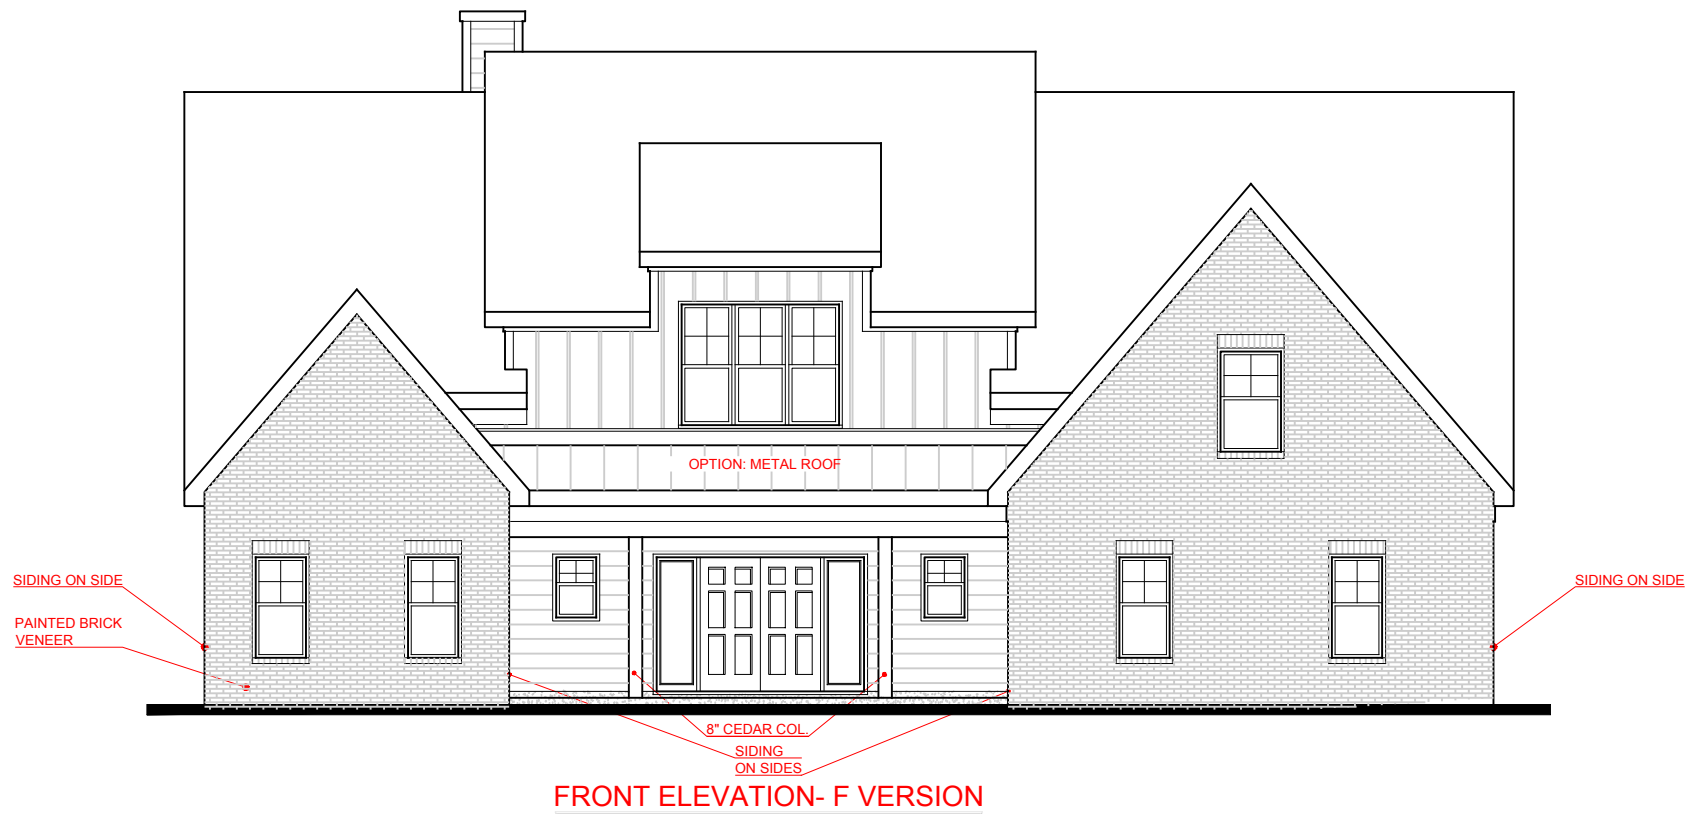 OPTION: METAL ROOF
SIDING ON SIDE
SIDING ON SIDE
PAINTED BRICK
VENEER
8" CEDAR COL.
SIDING
ON SIDES
FRONT ELEVATION- F VERSION